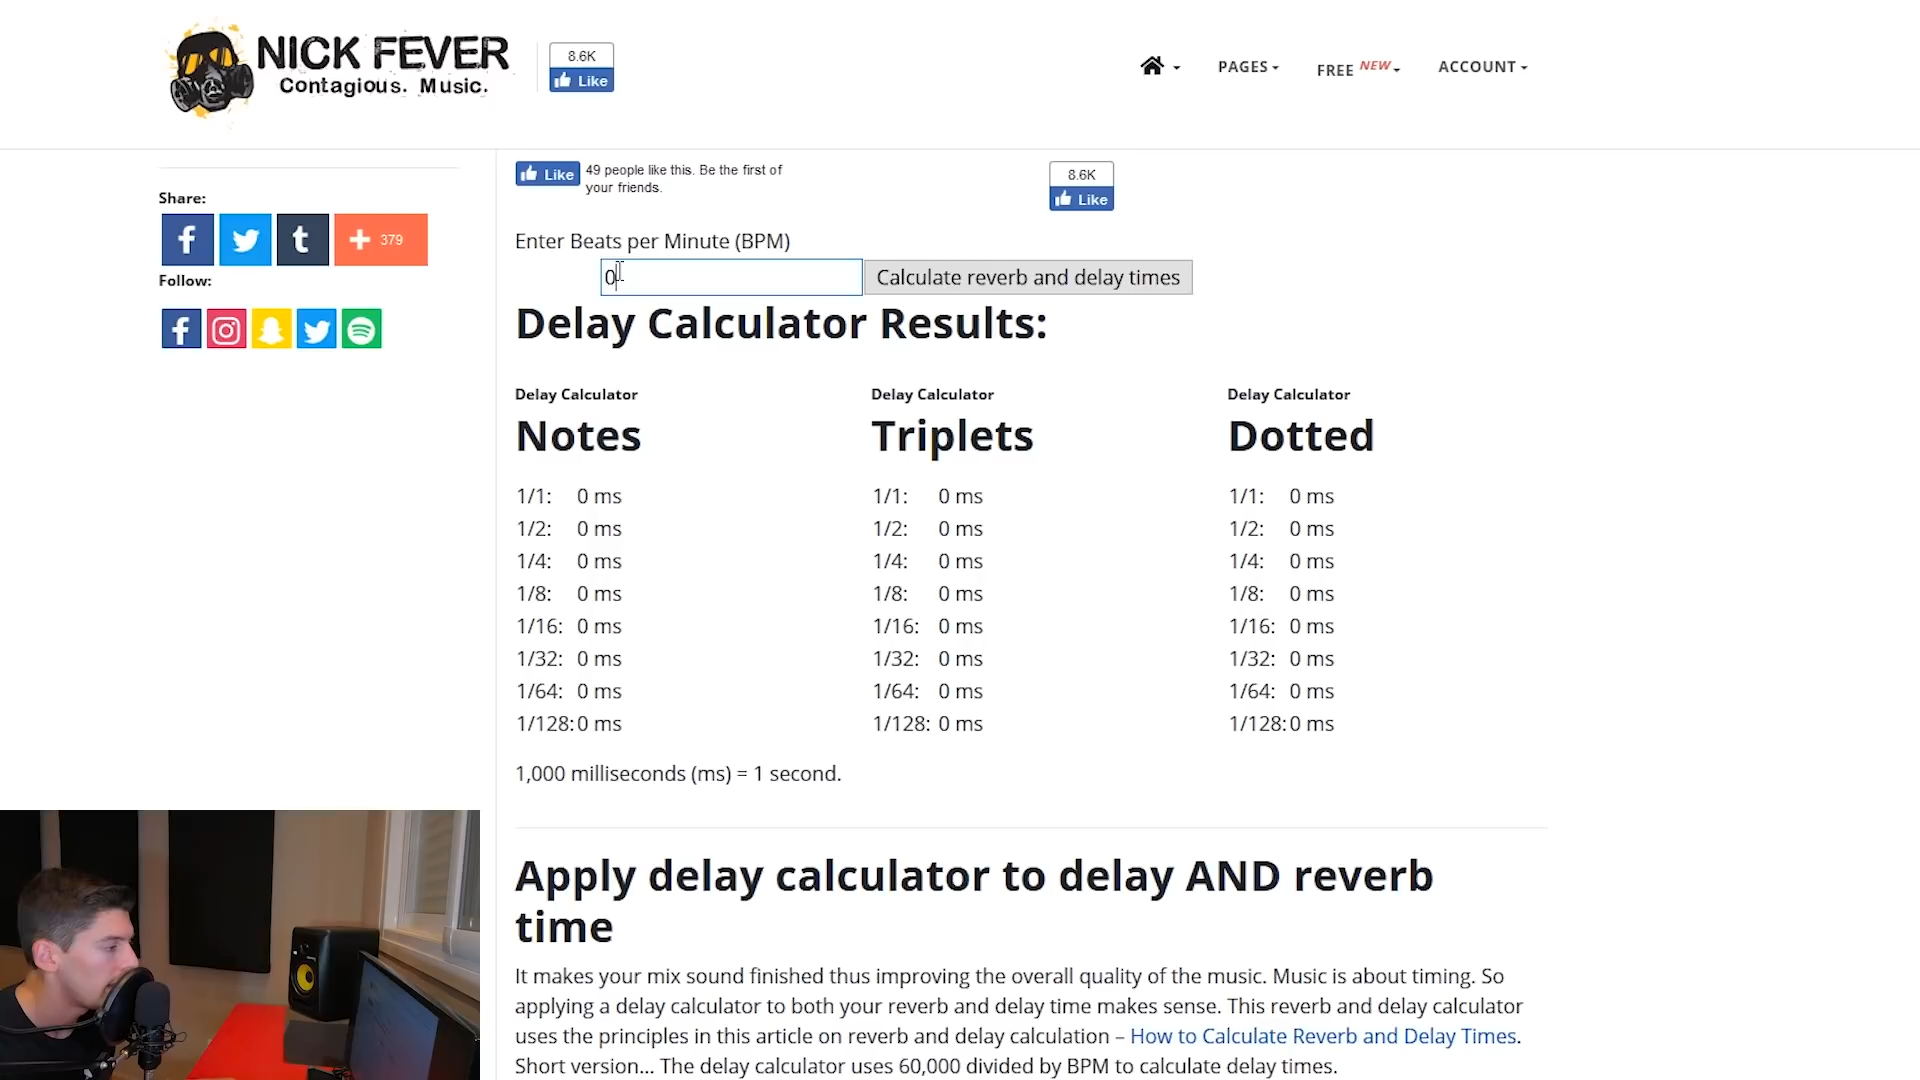 NICK FEVER
Contagious. Music.
8.6K
Like
PAGES
FREE NEW
ACCOUNT
Share:
379
Follow:
Like 49 people like this. Be the first of
your friends.
8.6K
Like
Enter Beats per Minute (BPM)
0 Calculate reverb and delay times
Delay Calculator Results:
Delay Calculator
Notes
1/1: 0 ms
1/2: 0 ms
1/4: 0 ms
1/8: 0 ms
1/16: 0 ms
1/32: 0 ms
1/64: 0 ms
1/128: 0 ms
Delay Calculator
Triplets
1/1: 0 ms
1/2: 0 ms
1/4: 0 ms
1/8: 0 ms
1/16: 0 ms
1/32: 0 ms
1/64: 0 ms
1/128: 0 ms
Delay Calculator
Dotted
1/1: 0 ms
1/2: 0 ms
1/4: 0 ms
1/8: 0 ms
1/16: 0 ms
1/32: 0 ms
1/64: 0 ms
1/128: 0 ms
1,000 milliseconds (ms) = 1 second.
Apply delay calculator to delay AND reverb
time
It makes your mix sound finished thus improving the overall quality of the music. Music is about timing. So
applying a delay calculator to both your reverb and delay time makes sense. This reverb and delay calculator
uses the principles in this article on reverb and delay calculation – How to Calculate Reverb and Delay Times.
Short version... The delay calculator uses 60,000 divided by BPM to calculate delay times.